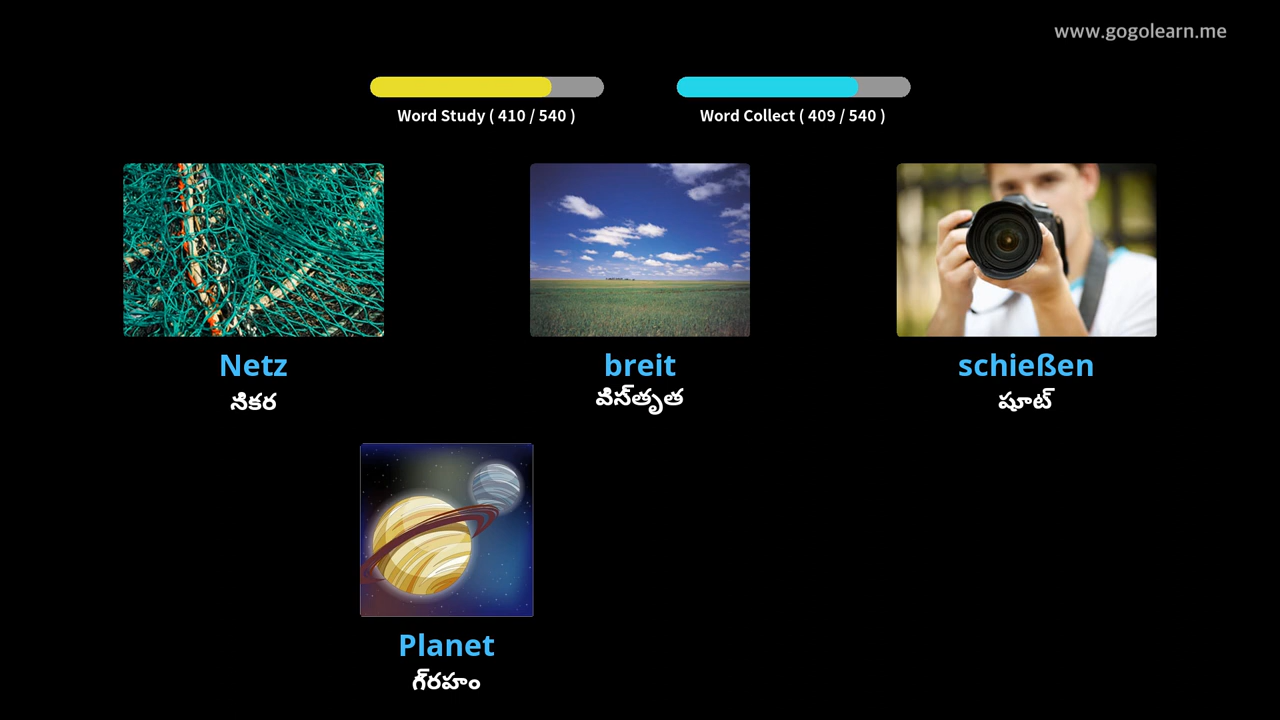 www.gogolearn.me
Word Study ( 410 / 540 )
Word Collect ( 409 / 540 )
Netz
నికర
breit
విస్తృత
schießen
షూట్
Planet
గ్రహం